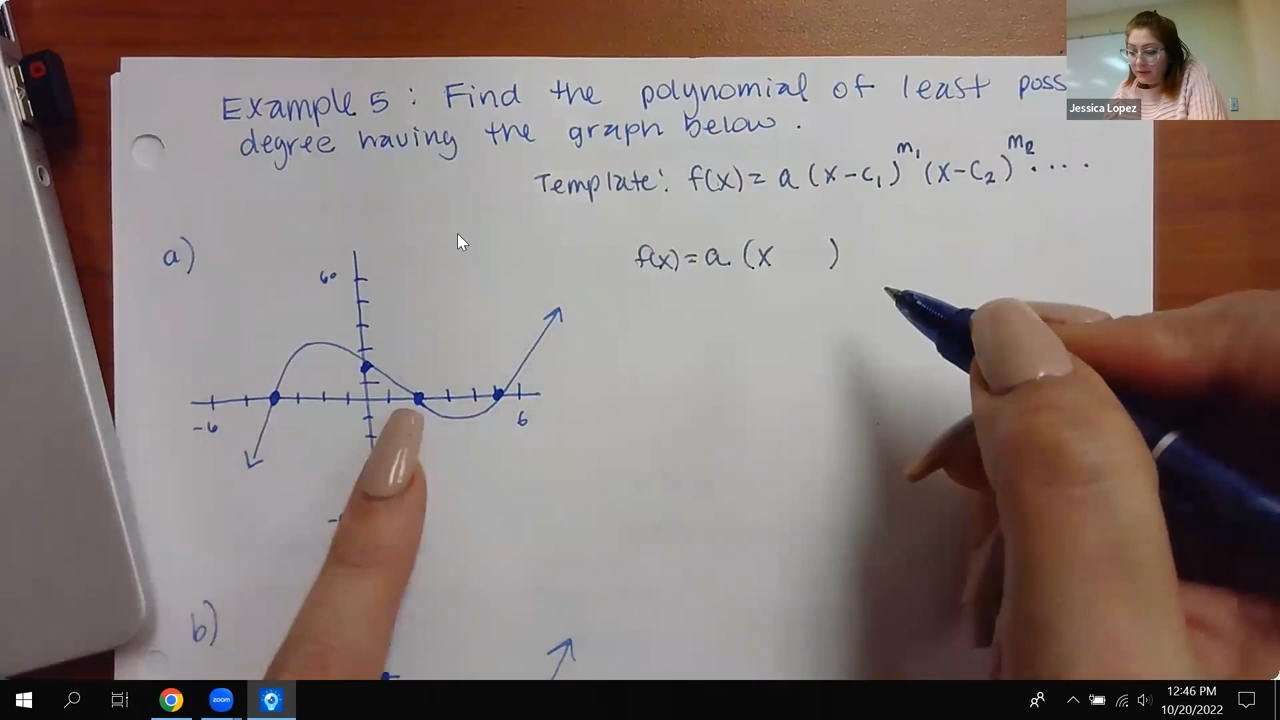 Example 5 : Find the polynomial of least poss
Jessica Lopez
degree having the graph below .
Template: f(x) = a (x-c₁)^m₁ (x-c₂)^m₂ . . . .
a)
f(x) = a (x )
60
-6
6
b)
zoom
12:46 PM
10/20/2022